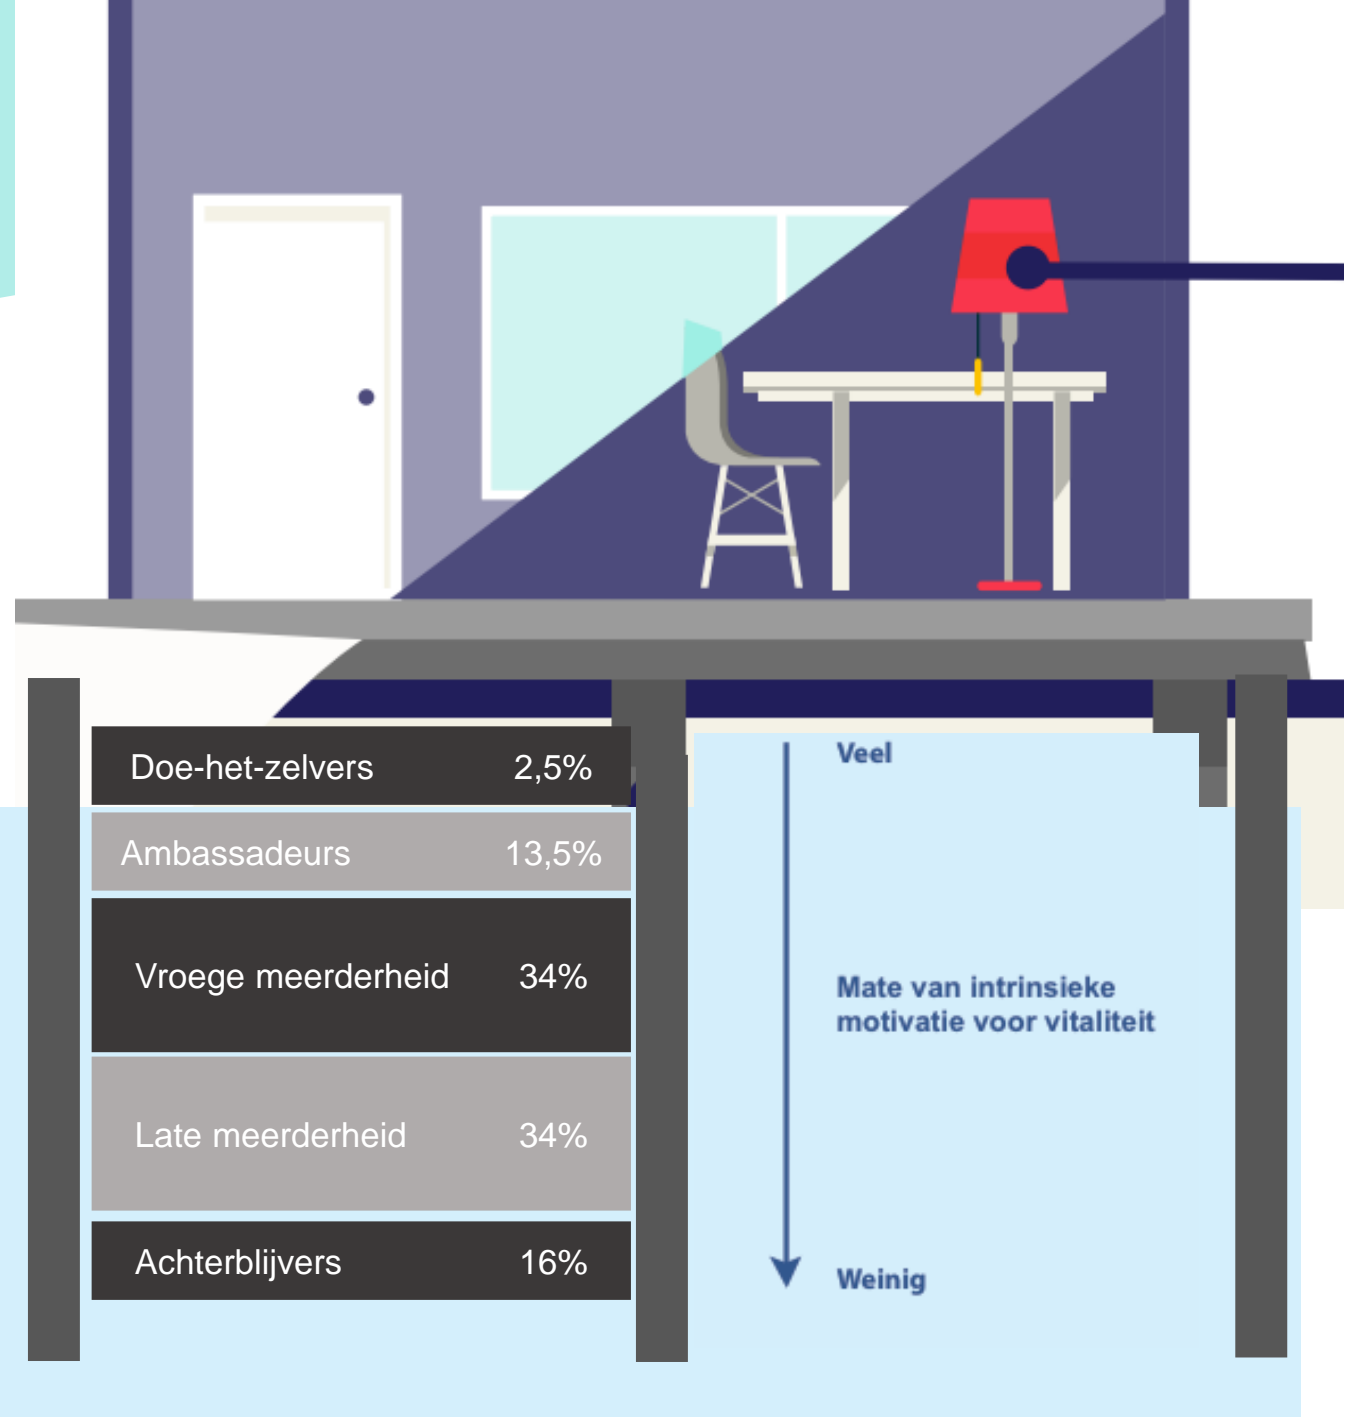 Doe-het-zelvers 2,5%
Ambassadeurs 13,5%
Vroege meerderheid 34%
Late meerderheid 34%
Achterblijvers 16%
Veel
Mate van intrinsieke
motivatie voor vitaliteit
Weinig